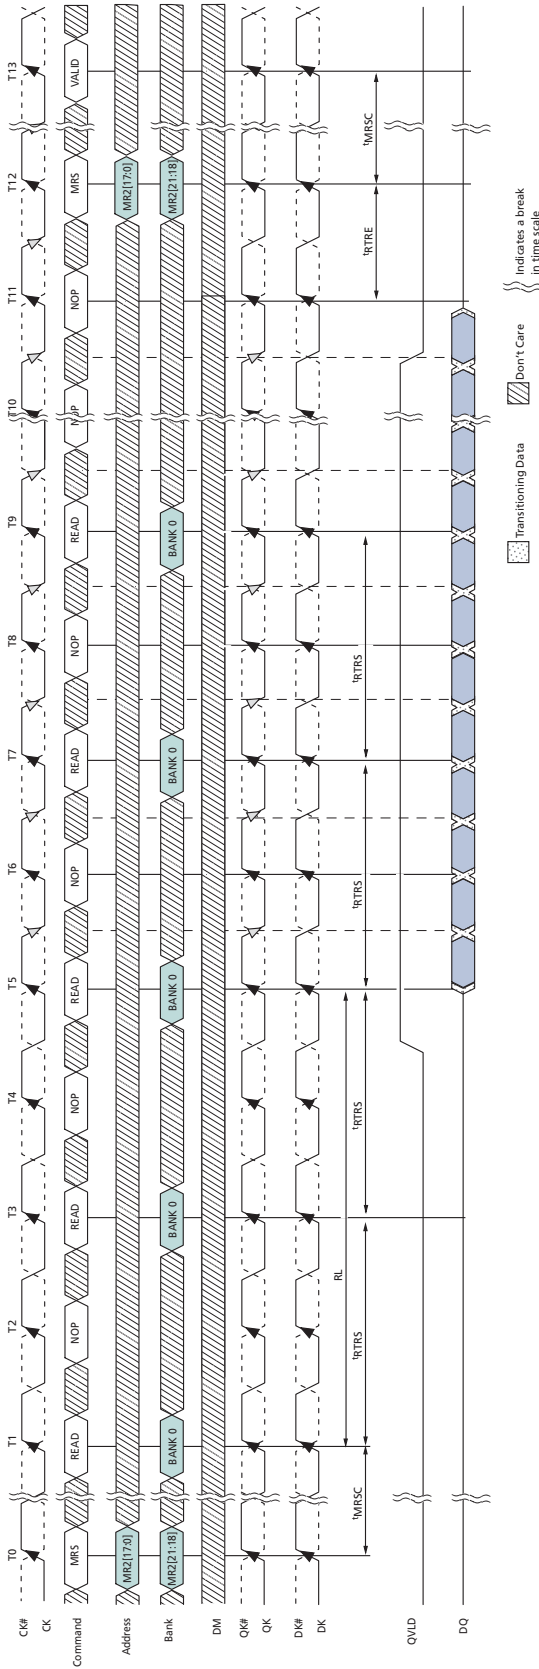 T0 T1 T2 T3 T4 T5 T6 T7 T8 T9 T10 T11 T12 T13
CK#
CK
Command MRS READ NOP READ NOP READ NOP READ NOP READ NOP NOP MRS VALID
Address MR2[17:0] MR2[17:0]
Bank MR2[21:18] BANK 0 BANK 0 BANK 0 BANK 0 BANK 0 MR2[21:18]
DM
QK#
QK
DK#
DK
RL
tMRSC tRTRS tRTRS tRTRS tRTRS tRTRE tMRSC
QVLD
DQ
Transitioning Data Don't Care Indicates a break
in time scale